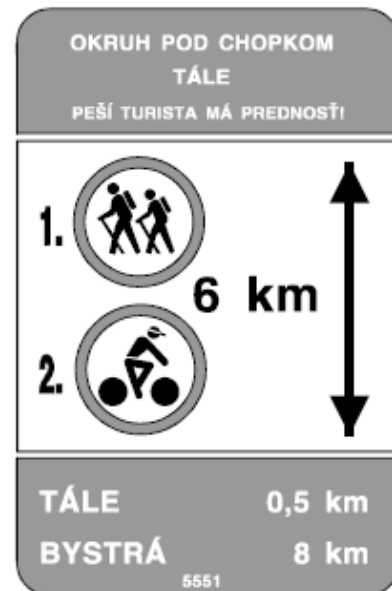 OKRUH POD CHOPKOM
TÁLE
PEŠÍ TURISTA MÁ PREDNOSŤ!
1.
6 km
2.
TÁLE 0,5 km
BYSTRÁ 8 km
5551